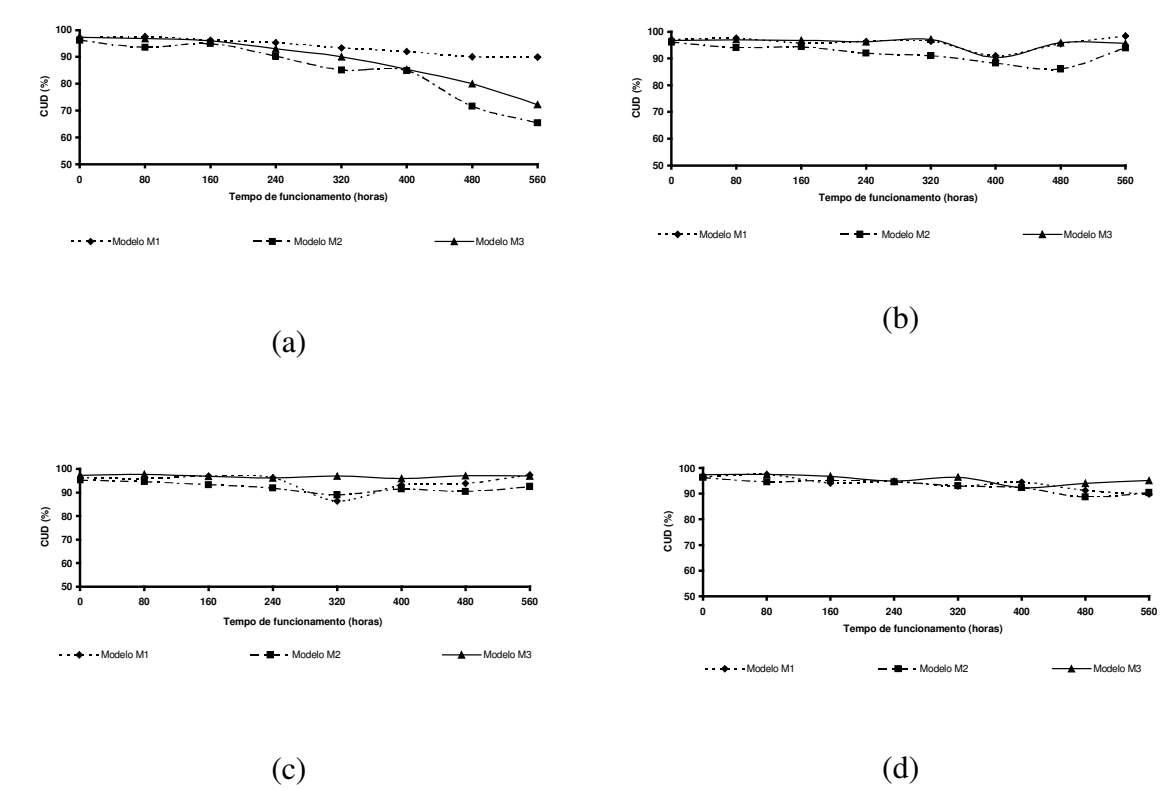 CUD (%)
100
90
80
70
60
50
0 80 160 240 320 400 480 560
Tempo de funcionamento (horas)
Modelo M1 Modelo M2 Modelo M3
(a)
CUD (%)
100
90
80
70
60
50
0 80 160 240 320 400 480 560
Tempo de funcionamento (horas)
Modelo M1 Modelo M2 Modelo M3
(b)
CUD (%)
100
90
80
70
60
50
0 80 160 240 320 400 480 560
Tempo de funcionamento (horas)
Modelo M1 Modelo M2 Modelo M3
(c)
CUD (%)
100
90
80
70
60
50
0 80 160 240 320 400 480 560
Tempo de funcionamento (horas)
Modelo M1 Modelo M2 Modelo M3
(d)